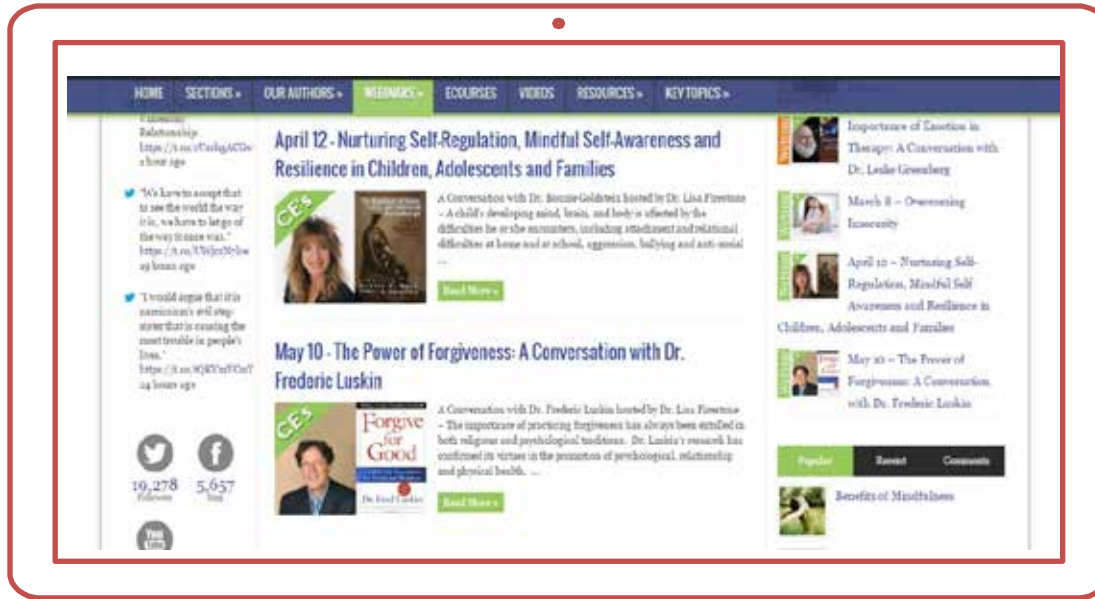 HOME SECTIONS » OUR AUTHORS » WEBINARS » ECOURSES VIDEOS RESOURCES » KEY TOPICS »
Relationship
hour ago
"We have to accept that
to see the world the way
it is, we have to let go of
the way it once was."
19 hours ago
"I would argue that it is
narcissism's evil step-
sister that is causing the
most trouble in people's
lives."
24 hours ago
19,278 5,657
Followers
You
Tube
April 12 - Nurturing Self-Regulation, Mindful Self-Awareness and
Resilience in Children, Adolescents and Families
CE's
A Conversation with Dr. Bonnie Goldstein hosted by Dr. Lisa Firestone
– A child's developing mind, brain, and body is affected by the
difficulties he or she encounters, including attachment and relational
difficulties at home and at school, aggression, bullying and anti-social
...
Read More »
May 10 - The Power of Forgiveness: A Conversation with Dr.
Frederic Luskin
CE's
Forgive
for
Good
Dr. Fred Luskin
A Conversation with Dr. Frederic Luskin hosted by Dr. Lisa Firestone
– The importance of practicing forgiveness has always been extolled in
both religious and psychological traditions. Dr. Luskin's research has
confirmed its virtues in the promotion of psychological, relationship
and physical health. ...
Read More »
Importance of Emotion in
Therapy: A Conversation with
Dr. Leslie Greenberg
March 8 – Overcoming
Insecurity
April 12 – Nurturing Self-
Regulation, Mindful Self
Awareness and Resilience in
Children, Adolescents and Families
May 10 – The Power of
Forgiveness: A Conversation
with Dr. Frederic Luskin
Popular Recent Comments
Benefits of Mindfulness